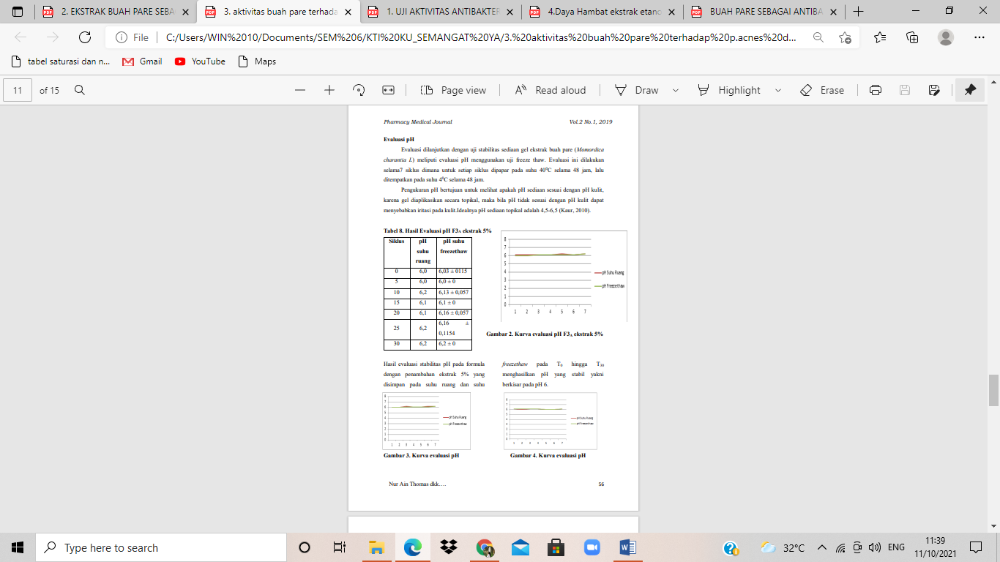 2. EKSTRAK BUAH PARE SEBA
3. aktivitas buah pare terhada
1. UJI AKTIVITAS ANTIBAKTER
4.Daya Hambat ekstrak etano
BUAH PARE SEBAGAI ANTIBA
File
C:/Users/WIN%2010/Documents/SEM%206/KTI%20KU_SEMANGAT%20YA/3.%20aktivitas%20buah%20pare%20terhadap%20p.acnes%20d...
tabel saturasi dan n...
Gmail
YouTube
Maps
11 of 15
Page view
Read aloud
Draw
Highlight
Erase
Pharmacy Medical Journal Vol.2 No.1, 2019
Evaluasi pH
Evaluasi dilanjutkan dengan uji stabilitas sediaan gel ekstrak buah pare (Momordica
charantia L) meliputi evaluasi pH menggunakan uji freeze thaw. Evaluasi ini dilakukan
selama7 siklus dimana untuk setiap siklus dipapar pada suhu 40⁰C selama 48 jam, lalu
ditempatkan pada suhu 4⁰C selama 48 jam.
Pengukuran pH bertujuan untuk melihat apakah pH sediaan sesuai dengan pH kulit,
karena gel diaplikasikan secara topikal, maka bila pH tidak sesuai dengan pH kulit dapat
menyebabkan iritasi pada kulit.Idealnya pH sediaan topikal adalah 4,5-6,5 (Kaur, 2010).
Tabel 8. Hasil Evaluasi pH F3A ekstrak 5%
Siklus pH suhu ruang pH suhu freezethaw
0 6,0 6,03 ± 0115
5 6,0 6,0 ± 0
10 6,2 6,13 ± 0,057
15 6,1 6,1 ± 0
20 6,1 6,16 ± 0,057
25 6,2 6,16 ± 0,1154
30 6,2 6,2 ± 0
8
7
6
5
4
3
2
1
0
1 2 3 4 5 6 7
pH Suhu Ruang
pH Freezethaw
Gambar 2. Kurva evaluasi pH F3A ekstrak 5%
Hasil evaluasi stabilitas pH pada formula
dengan penambahan ekstrak 5% yang
disimpan pada suhu ruang dan suhu
freezethaw pada T₀ hingga T₃₀
menghasilkan pH yang stabil yakni
berkisar pada pH 6.
8
7
6
5
4
3
2
1
0
1 2 3 4 5 6 7
pH Suhu Ruang
pH Freezethaw
Gambar 3. Kurva evaluasi pH
8
7
6
5
4
3
2
1
0
1 2 3 4 5 6 7
pH Suhu Ruang
pH Freezethaw
Gambar 4. Kurva evaluasi pH
Nur Ain Thomas dkk…. 56
Type here to search
32°C
ENG
11:39
11/10/2021